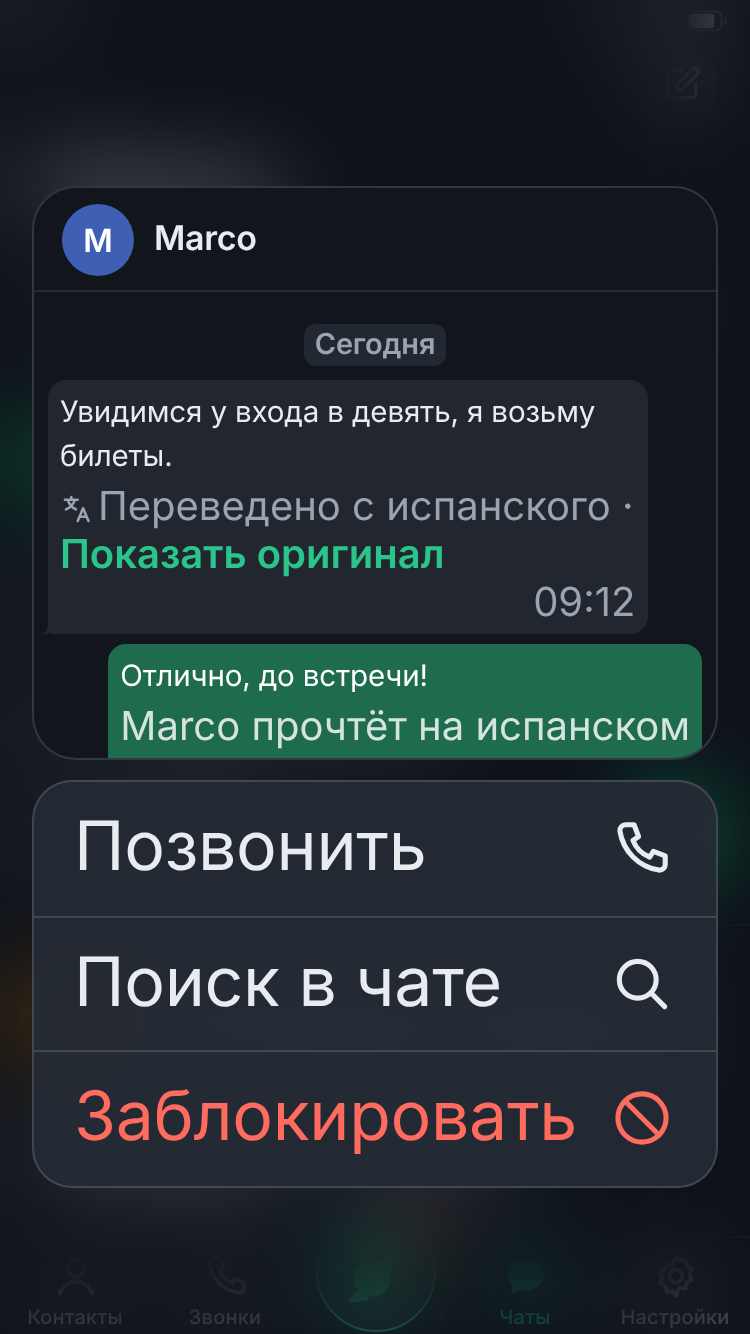 M
Marco
Сегодня
Увидимся у входа в девять, я возьму
билеты.
Переведено с испанского ·
Показать оригинал
09:12
Отлично, до встречи!
Marco прочтёт на испанском
Позвонить
Поиск в чате
Заблокировать
Контакты
Звонки
Чаты
Настройки